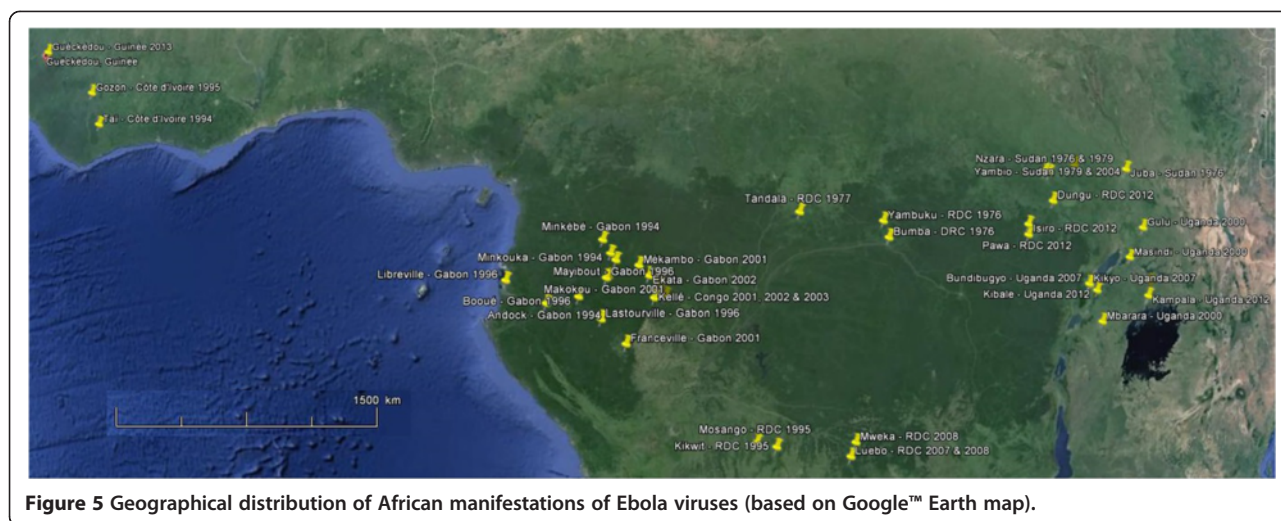 Guéckédou - Guinée 2013
Gueckedou, Guinee
Gozon - Côte d'Ivoire 1995
Taï - Côte d'Ivoire 1994
Nzara - Sudan 1976 & 1979
Yambio - Sudan 1979 & 2004
Juba - Sudan 1976
Tandala - RDC 1977
Dungu - RDC 2012
Yambuku - RDC 1976
Bumba - DRC 1976
Isiro - RDC 2012
Pawa - RDC 2012
Gulu - Uganda 2000
Masindi - Uganda 2000
Minkébé - Gabon 1994
Minkouka - Gabon 1994
Mékambo - Gabon 2001
Mayibout - Gabon 1996
Ekata - Gabon 2002
Libreville - Gabon 1996
Makokou - Gabon 2001
Kéllé - Congo 2001, 2002 & 2003
Booué - Gabon 1996
Andock - Gabon 1994
Lastourville - Gabon 1996
Franceville - Gabon 2001
Bundibugyo - Uganda 2007
Kikyo - Uganda 2007
Kibale - Uganda 2012
Kampala - Uganda 2012
Mbarara - Uganda 2000
1500 km
Mosango - RDC 1995
Kikwit - RDC 1995
Mweka - RDC 2008
Luebo - RDC 2007 & 2008
Figure 5 Geographical distribution of African manifestations of Ebola viruses (based on Google™ Earth map).